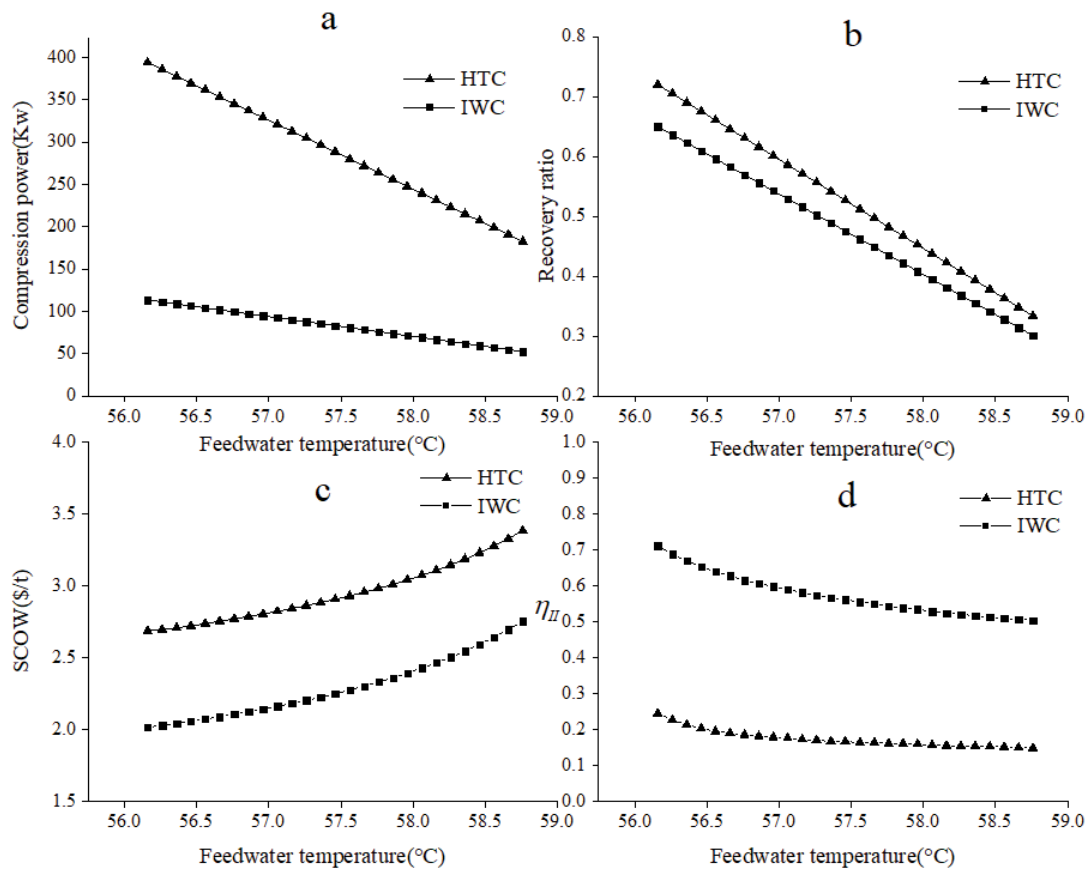 a
Compression power(Kw)
400
350
300
250
200
150
100
50
0
HTC
IWC
56.0 56.5 57.0 57.5 58.0 58.5 59.0
Feedwater temperature(°C)
b
Recovery ratio
0.8
0.7
0.6
0.5
0.4
0.3
0.2
HTC
IWC
56.0 56.5 57.0 57.5 58.0 58.5 59.0
Feedwater temperature(°C)
c
SCOW($/t)
4.0
3.5
3.0
2.5
2.0
1.5
HTC
IWC
56.0 56.5 57.0 57.5 58.0 58.5 59.0
Feedwater temperature(°C)
d
η_II
1.0
0.9
0.8
0.7
0.6
0.5
0.4
0.3
0.2
0.1
0.0
HTC
IWC
56.0 56.5 57.0 57.5 58.0 58.5 59.0
Feedwater temperature(°C)